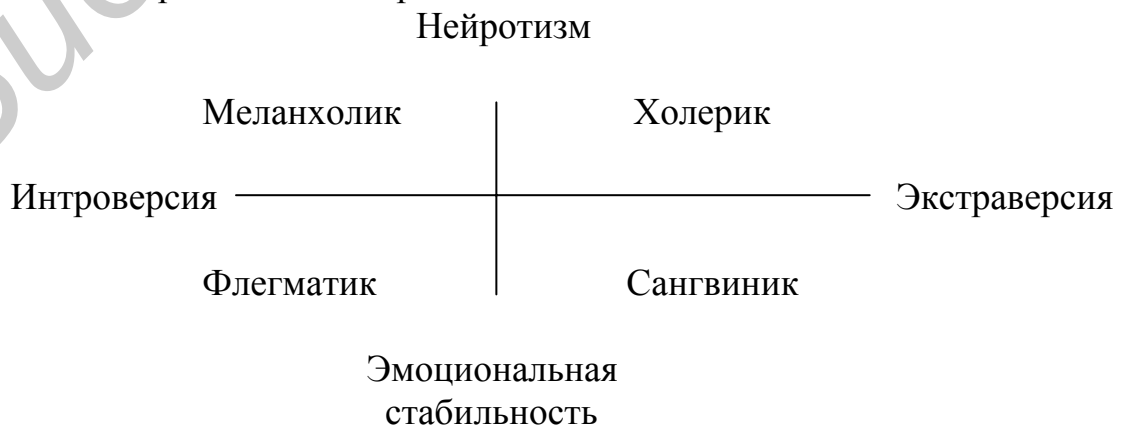 Нейротизм
Меланхолик Холерик
Интроверсия Экстраверсия
Флегматик Сангвиник
Эмоциональная
стабильность